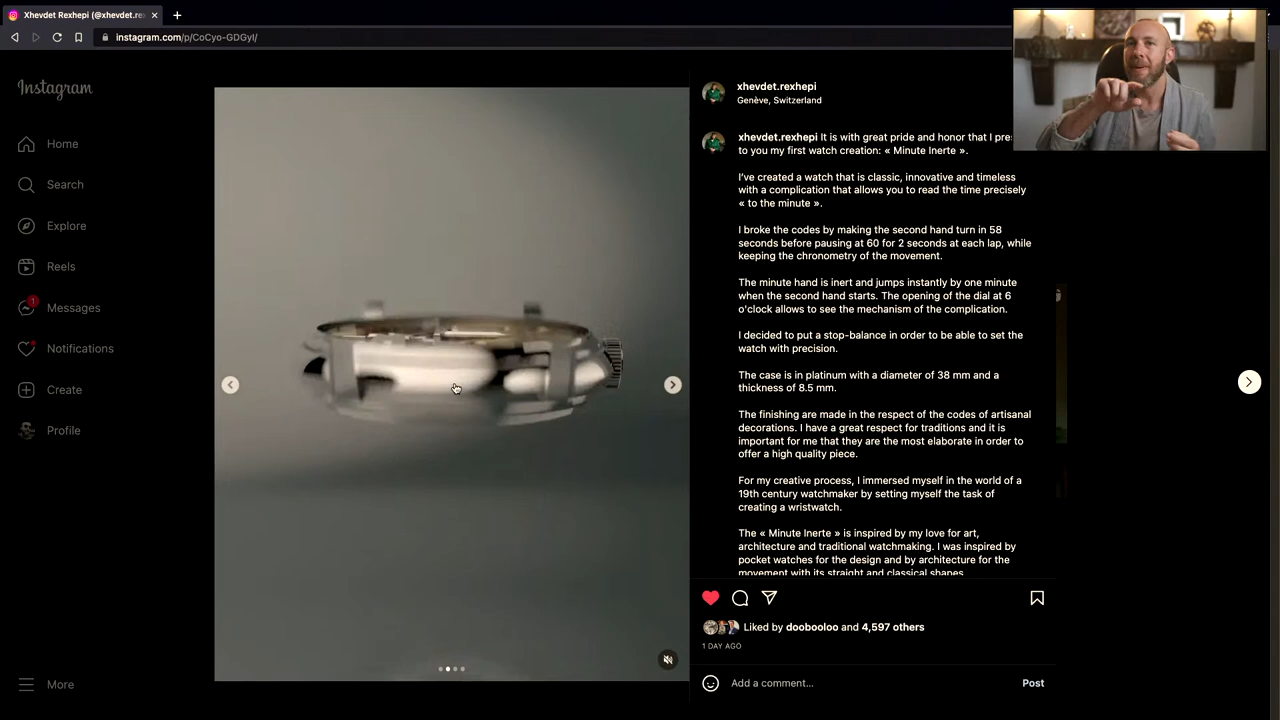 Xhevdet Rexhepi (@xhevdet.re
instagram.com/p/CoCyo-GDGyI/
Instagram
Home
Search
Explore
Reels
1
Messages
Notifications
Create
Profile
More
xhevdet.rexhepi
Genève, Switzerland
xhevdet.rexhepi It is with great pride and honor that I pre
to you my first watch creation: « Minute Inerte ».
I've created a watch that is classic, innovative and timeless
with a complication that allows you to read the time precisely
« to the minute ».
I broke the codes by making the second hand turn in 58
seconds before pausing at 60 for 2 seconds at each lap, while
keeping the chronometry of the movement.
The minute hand is inert and jumps instantly by one minute
when the second hand starts. The opening of the dial at 6
o'clock allows to see the mechanism of the complication.
I decided to put a stop-balance in order to be able to set the
watch with precision.
The case is in platinum with a diameter of 38 mm and a
thickness of 8.5 mm.
The finishing are made in the respect of the codes of artisanal
decorations. I have a great respect for traditions and it is
important for me that they are the most elaborate in order to
offer a high quality piece.
For my creative process, I immersed myself in the world of a
19th century watchmaker by setting myself the task of
creating a wristwatch.
The « Minute Inerte » is inspired by my love for art,
architecture and traditional watchmaking. I was inspired by
pocket watches for the design and by architecture for the
movement with its straight and classical shapes
Liked by doobooloo and 4,597 others
1 DAY AGO
Add a comment...
Post